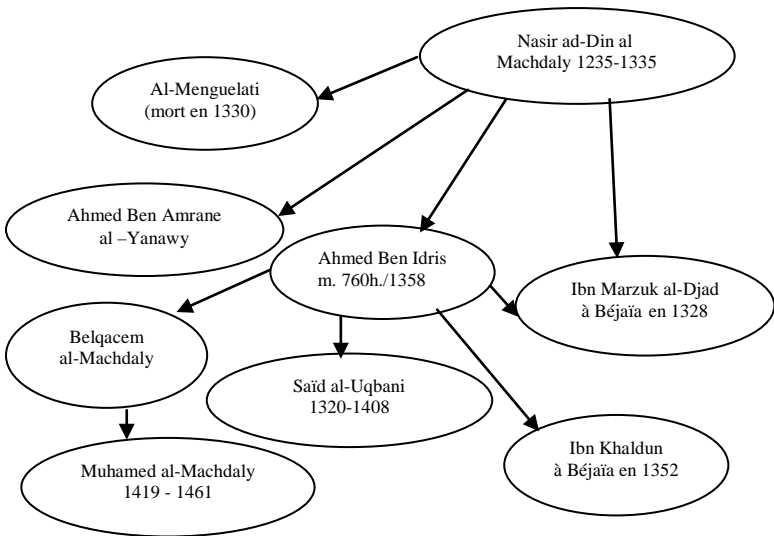 Nasir ad-Din al
Machdaly 1235-1335
Al-Menguelati
(mort en 1330)
Ahmed Ben Amrane
al –Yanawy
Ahmed Ben Idris
m. 760h./1358
Ibn Marzuk al-Djad
à Béjaïa en 1328
Belqacem
al-Machdaly
Saïd al-Uqbani
1320-1408
Ibn Khaldun
à Béjaïa en 1352
Muhamed al-Machdaly
1419 - 1461